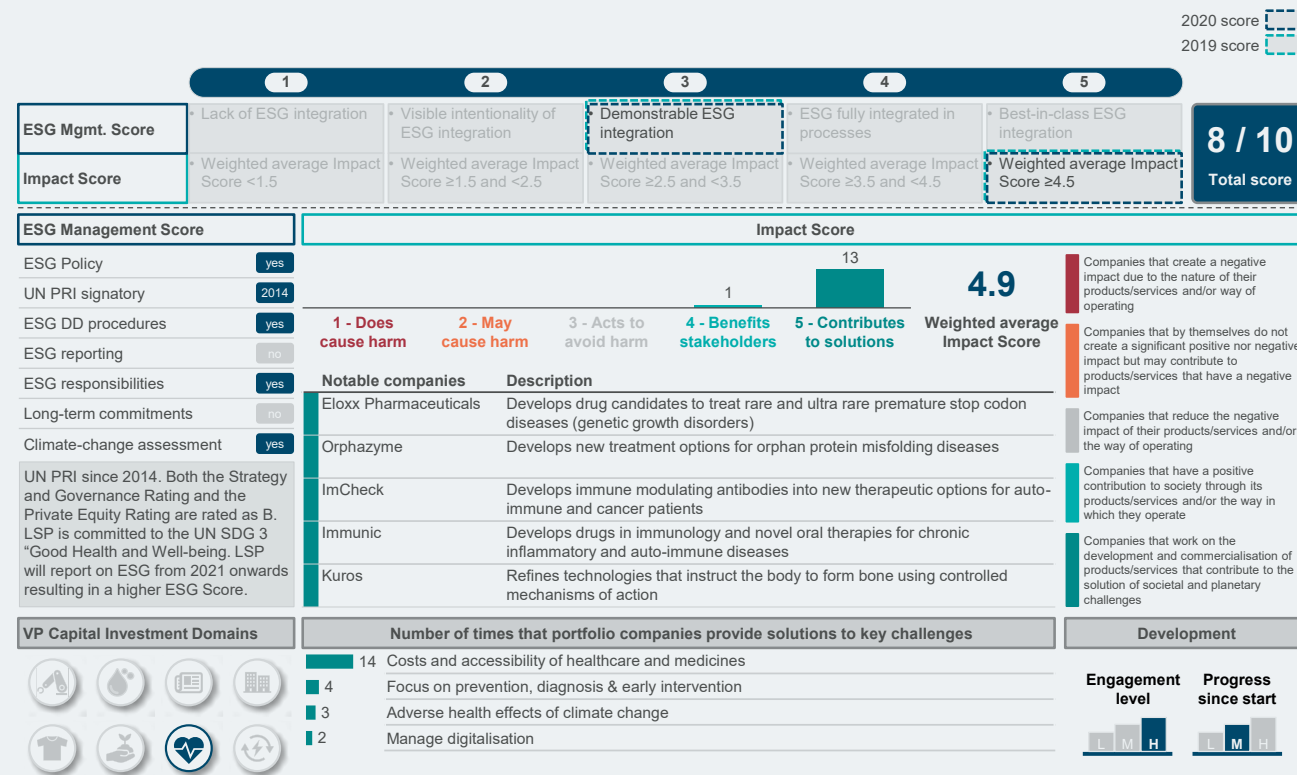 2020 score
2019 score
1 2 3 4 5
ESG Mgmt. Score
• Lack of ESG integration
• Visible intentionality of
ESG integration
• Demonstrable ESG
integration
• ESG fully integrated in
processes
• Best-in-class ESG
integration
Impact Score
• Weighted average Impact
Score <1.5
• Weighted average Impact
Score ≥1.5 and <2.5
• Weighted average Impact
Score ≥2.5 and <3.5
• Weighted average Impact
Score ≥3.5 and <4.5
• Weighted average Impact
Score ≥4.5
8 / 10
Total score
ESG Management Score
ESG Policy yes
UN PRI signatory 2014
ESG DD procedures yes
ESG reporting no
ESG responsibilities yes
Long-term commitments no
Climate-change assessment yes
UN PRI since 2014. Both the Strategy
and Governance Rating and the
Private Equity Rating are rated as B.
LSP is committed to the UN SDG 3
“Good Health and Well-being. LSP
will report on ESG from 2021 onwards
resulting in a higher ESG Score.
Impact Score
1
13
1 - Does
cause harm
2 - May
cause harm
3 - Acts to
avoid harm
4 - Benefits
stakeholders
5 - Contributes
to solutions
4.9
Weighted average
Impact Score
Notable companies Description
Eloxx Pharmaceuticals Develops drug candidates to treat rare and ultra rare premature stop codon
diseases (genetic growth disorders)
Orphazyme Develops new treatment options for orphan protein misfolding diseases
ImCheck Develops immune modulating antibodies into new therapeutic options for auto-
immune and cancer patients
Immunic Develops drugs in immunology and novel oral therapies for chronic
inflammatory and auto-immune diseases
Kuros Refines technologies that instruct the body to form bone using controlled
mechanisms of action
Companies that create a negative
impact due to the nature of their
products/services and/or way of
operating
Companies that by themselves do not
create a significant positive nor negative
impact but may contribute to
products/services that have a negative
impact
Companies that reduce the negative
impact of their products/services and/or
the way of operating
Companies that have a positive
contribution to society through its
products/services and/or the way in
which they operate
Companies that work on the
development and commercialisation of
products/services that contribute to the
solution of societal and planetary
challenges
VP Capital Investment Domains
Number of times that portfolio companies provide solutions to key challenges
14 Costs and accessibility of healthcare and medicines
4 Focus on prevention, diagnosis & early intervention
3 Adverse health effects of climate change
2 Manage digitalisation
Development
Engagement
level
L M H
Progress
since start
L M H